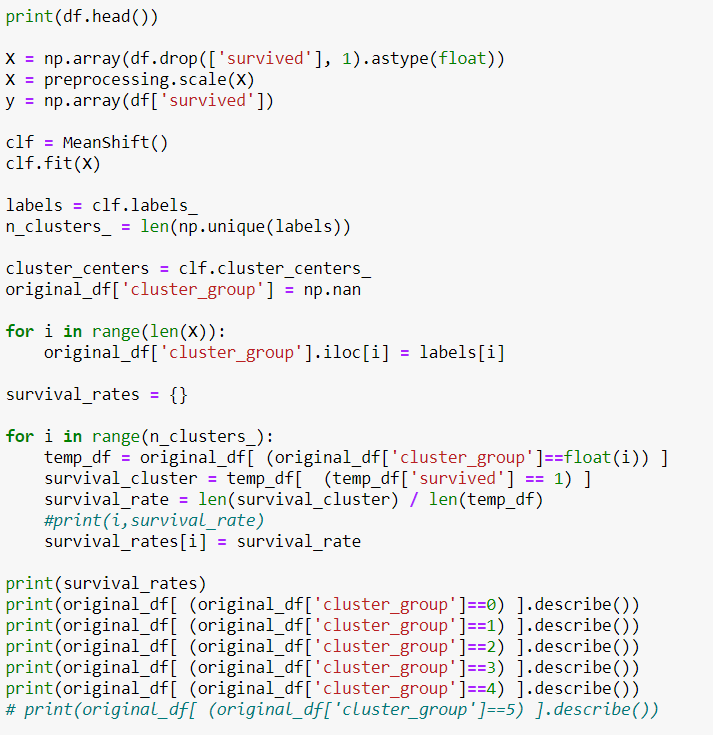 print(df.head())
X = np.array(df.drop(['survived'], 1).astype(float))
X = preprocessing.scale(X)
y = np.array(df['survived'])
clf = MeanShift()
clf.fit(X)
labels = clf.labels_
n_clusters_ = len(np.unique(labels))
cluster_centers = clf.cluster_centers_
original_df['cluster_group'] = np.nan
for i in range(len(X)):
    original_df['cluster_group'].iloc[i] = labels[i]
survival_rates = {}
for i in range(n_clusters_):
    temp_df = original_df[ (original_df['cluster_group']==float(i)) ]
    survival_cluster = temp_df[  (temp_df['survived'] == 1) ]
    survival_rate = len(survival_cluster) / len(temp_df)
    #print(i,survival_rate)
    survival_rates[i] = survival_rate
print(survival_rates)
print(original_df[ (original_df['cluster_group']==0) ].describe())
print(original_df[ (original_df['cluster_group']==1) ].describe())
print(original_df[ (original_df['cluster_group']==2) ].describe())
print(original_df[ (original_df['cluster_group']==3) ].describe())
print(original_df[ (original_df['cluster_group']==4) ].describe())
# print(original_df[ (original_df['cluster_group']==5) ].describe())